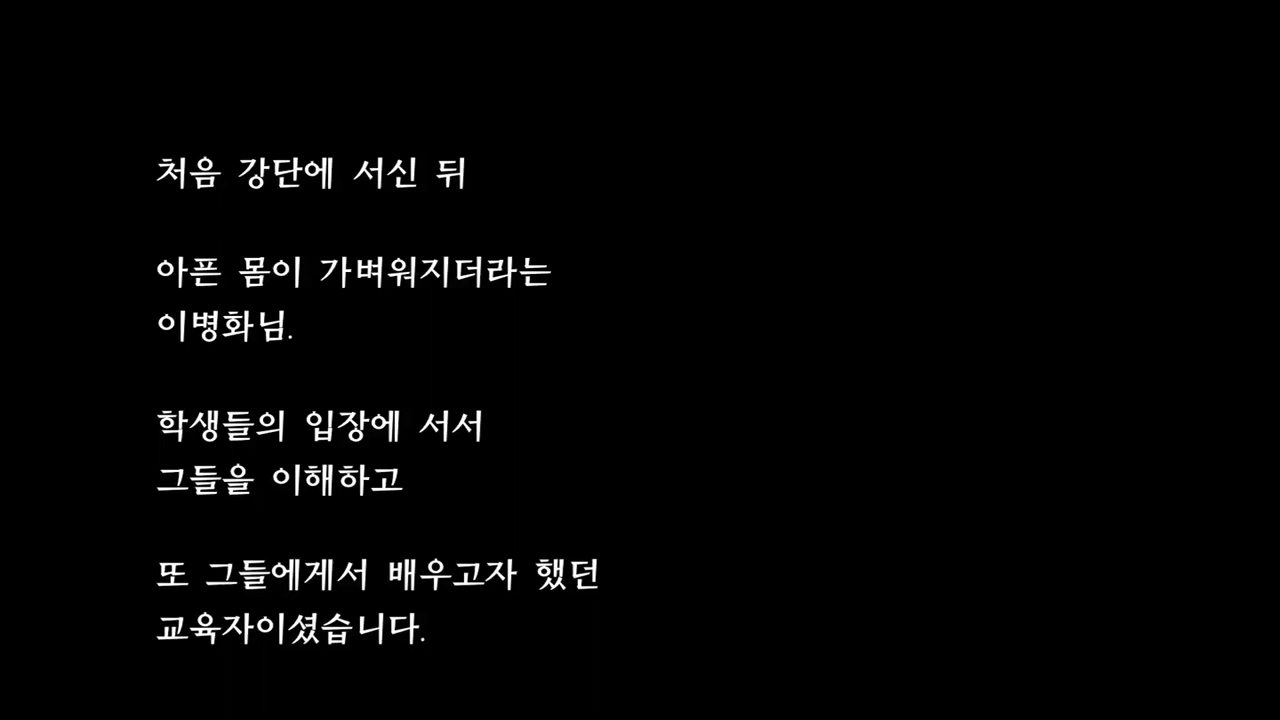 처음 강단에 서신 뒤
아픈 몸이 가벼워지더라는
이병화님.
학생들의 입장에 서서
그들을 이해하고
또 그들에게서 배우고자 했던
교육자이셨습니다.